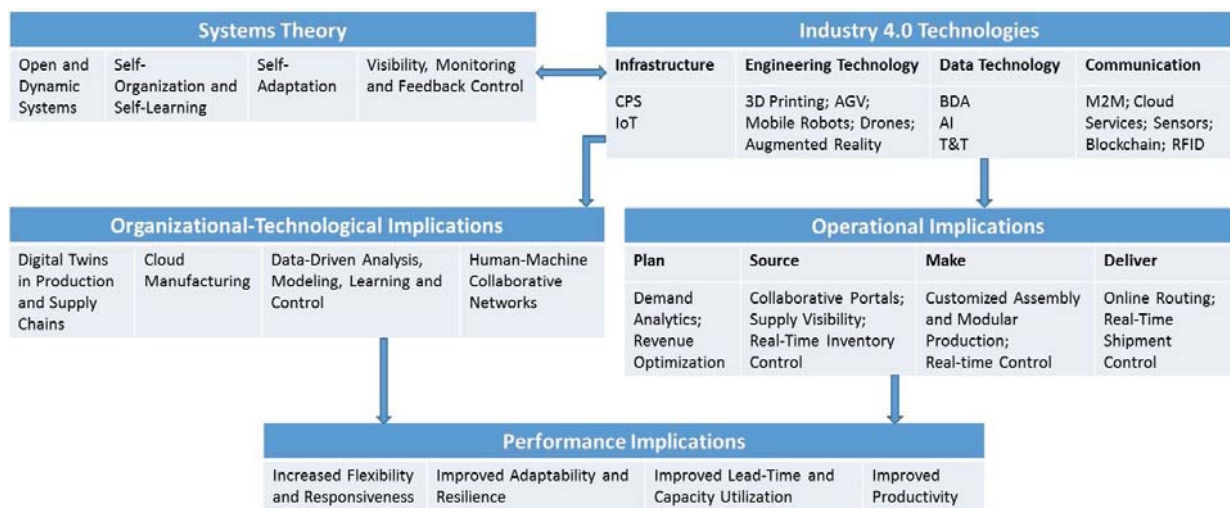 Systems Theory
Open and
Dynamic
Systems
Self-
Organization and
Self-Learning
Self-
Adaptation
Visibility, Monitoring
and Feedback Control
Industry 4.0 Technologies
Infrastructure
CPS
IoT
Engineering Technology
3D Printing; AGV;
Mobile Robots; Drones;
Augmented Reality
Data Technology
BDA
AI
T&T
Communication
M2M; Cloud
Services; Sensors;
Blockchain; RFID
Organizational-Technological Implications
Digital Twins
in Production
and Supply
Chains
Cloud
Manufacturing
Data-Driven Analysis,
Modeling, Learning and
Control
Human-Machine
Collaborative
Networks
Operational Implications
Plan
Demand
Analytics;
Revenue
Optimization
Source
Collaborative Portals;
Supply Visibility;
Real-Time Inventory
Control
Make
Customized Assembly
and Modular
Production;
Real-time Control
Deliver
Online Routing;
Real-Time
Shipment
Control
Performance Implications
Increased Flexibility
and Responsiveness
Improved Adaptability and
Resilience
Improved Lead-Time and
Capacity Utilization
Improved
Productivity